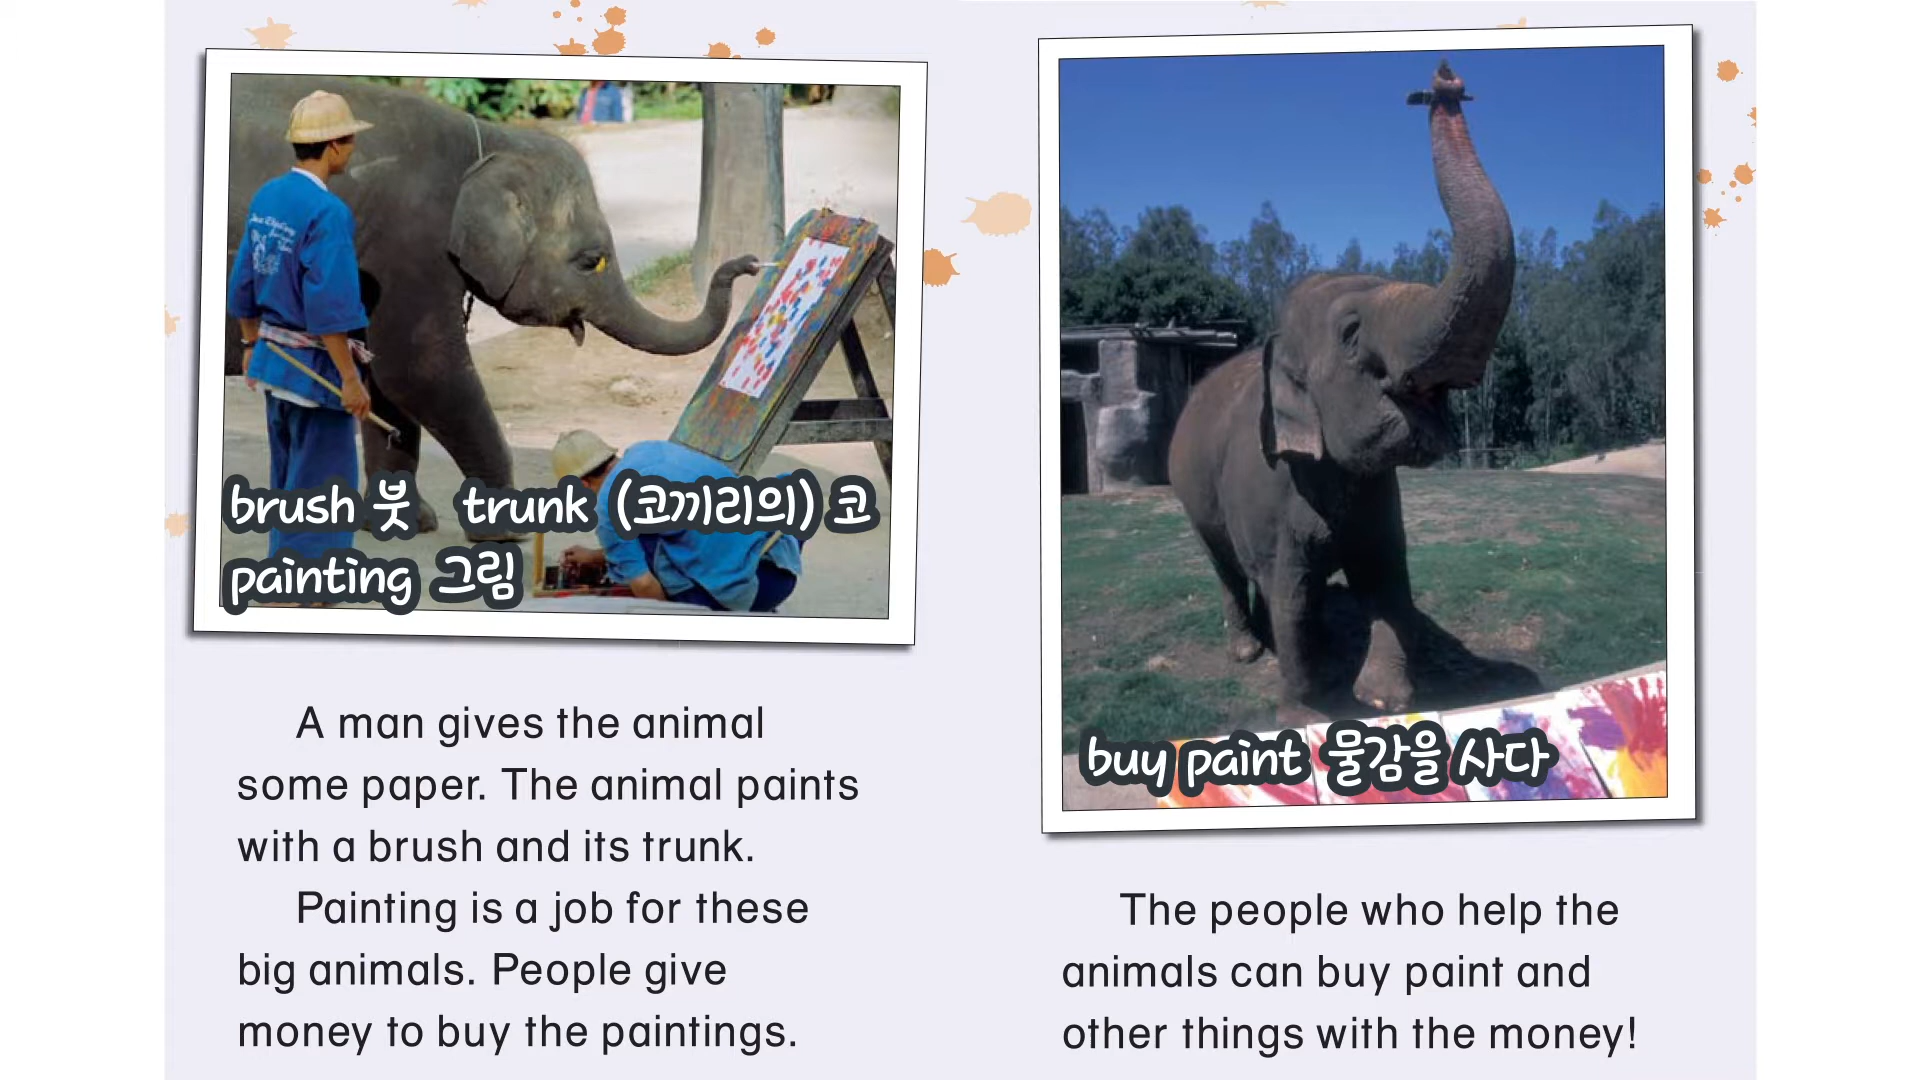 brush 붓 trunk (코끼리의) 코
painting 그림
A man gives the animal
some paper. The animal paints
with a brush and its trunk.
Painting is a job for these
big animals. People give
money to buy the paintings.
buy paint 물감을 사다
The people who help the
animals can buy paint and
other things with the money!